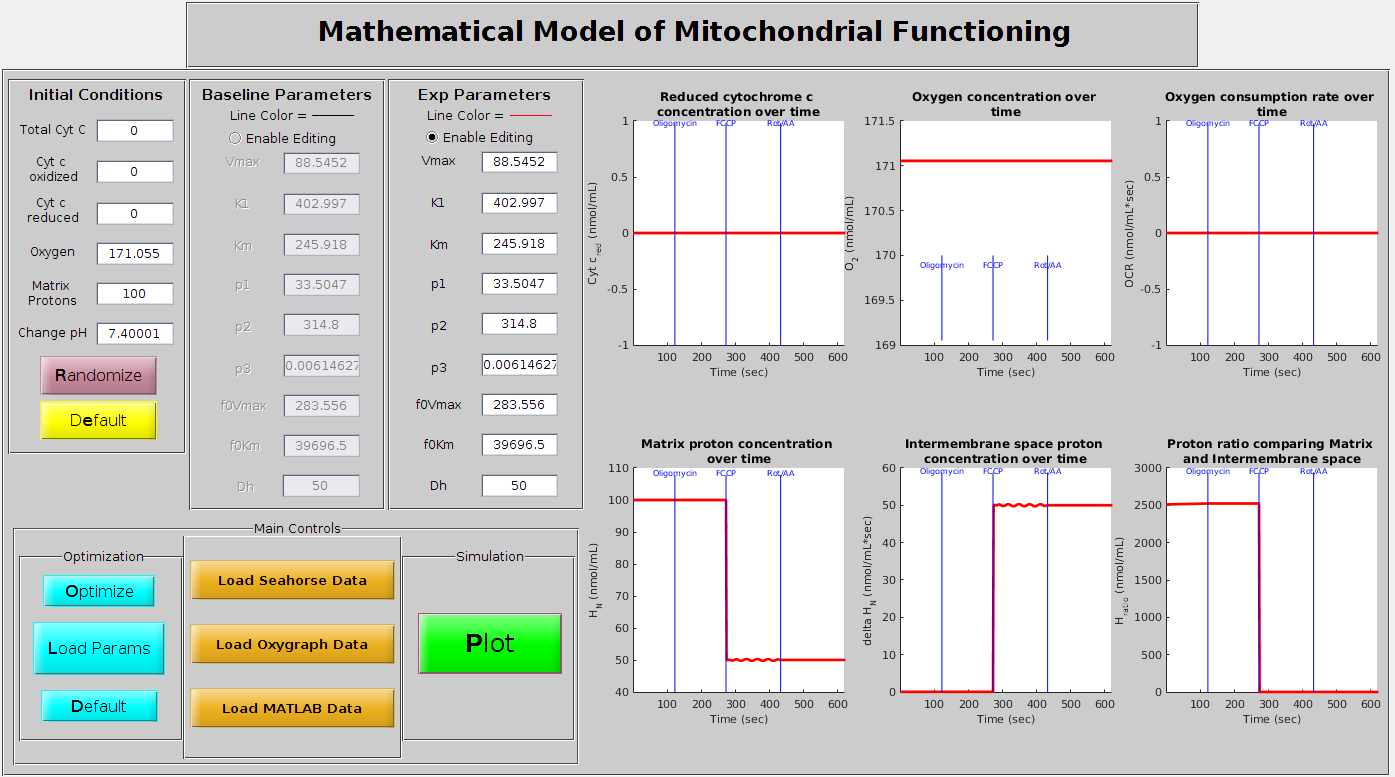 Mathematical Model of Mitochondrial Functioning
Initial Conditions
Total Cyt C
0
Cyt c
oxidized
0
Cyt c
reduced
0
Oxygen
171.055
Matrix
Protons
100
Change pH
7.40001
Randomize
Default
Baseline Parameters
Line Color =
Enable Editing
Vmax
88.5452
K1
402.997
Km
245.918
p1
33.5047
p2
314.8
p3
0.00614627
f0Vmax
283.556
f0Km
39696.5
Dh
50
Exp Parameters
Line Color =
Enable Editing
Vmax
88.5452
K1
402.997
Km
245.918
p1
33.5047
p2
314.8
p3
0.00614627
f0Vmax
283.556
f0Km
39696.5
Dh
50
Main Controls
Optimization
Optimize
Load Params
Default
Load Seahorse Data
Load Oxygraph Data
Load MATLAB Data
Simulation
Plot
Reduced cytochrome c
concentration over time
Oligomycin
FCCP
Rot/AA
1
0.5
0
-0.5
-1
Cyt c_red (nmol/mL)
100 200 300 400 500 600
Time (sec)
Oxygen concentration over
time
171.5
171
170.5
170
169.5
169
Oligomycin
FCCP
Rot/AA
O2 (nmol/mL)
100 200 300 400 500 600
Time (sec)
Oxygen consumption rate over
time
Oligomycin
FCCP
Rot/AA
1
0.5
0
-0.5
-1
OCR (nmol/mL*sec)
100 200 300 400 500 600
Time (sec)
Matrix proton concentration
over time
Oligomycin
FCCP
Rot/AA
110
100
90
80
70
60
50
40
H_N (nmol/mL)
100 200 300 400 500 600
Time (sec)
Intermembrane space proton
concentration over time
Oligomycin
FCCP
Rot/AA
60
50
40
30
20
10
0
delta H_N (nmol/mL*sec)
100 200 300 400 500 600
Time (sec)
Proton ratio comparing Matrix
and Intermembrane space
Oligomycin
FCCP
Rot/AA
3000
2500
2000
1500
1000
500
0
H_ratio (nmol/mL)
100 200 300 400 500 600
Time (sec)